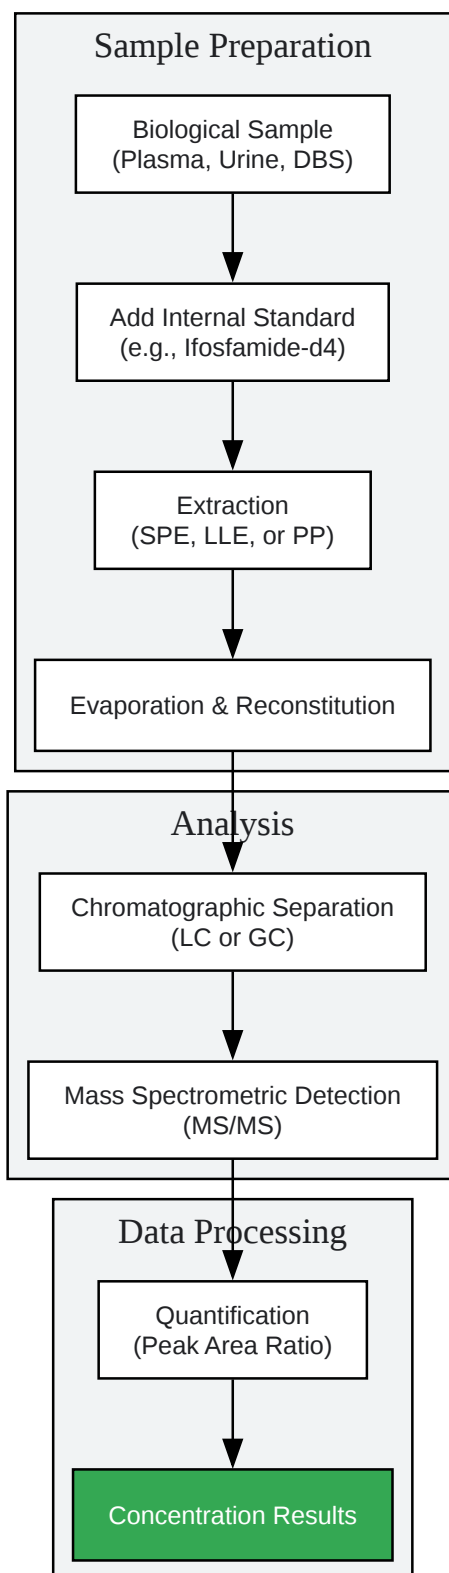 Sample Preparation
Biological Sample
(Plasma, Urine, DBS)
Add Internal Standard
(e.g., Ifosfamide-d4)
Extraction
(SPE, LLE, or PP)
Evaporation & Reconstitution
Analysis
Chromatographic Separation
(LC or GC)
Mass Spectrometric Detection
(MS/MS)
Data Processing
Quantification
(Peak Area Ratio)
Concentration Results